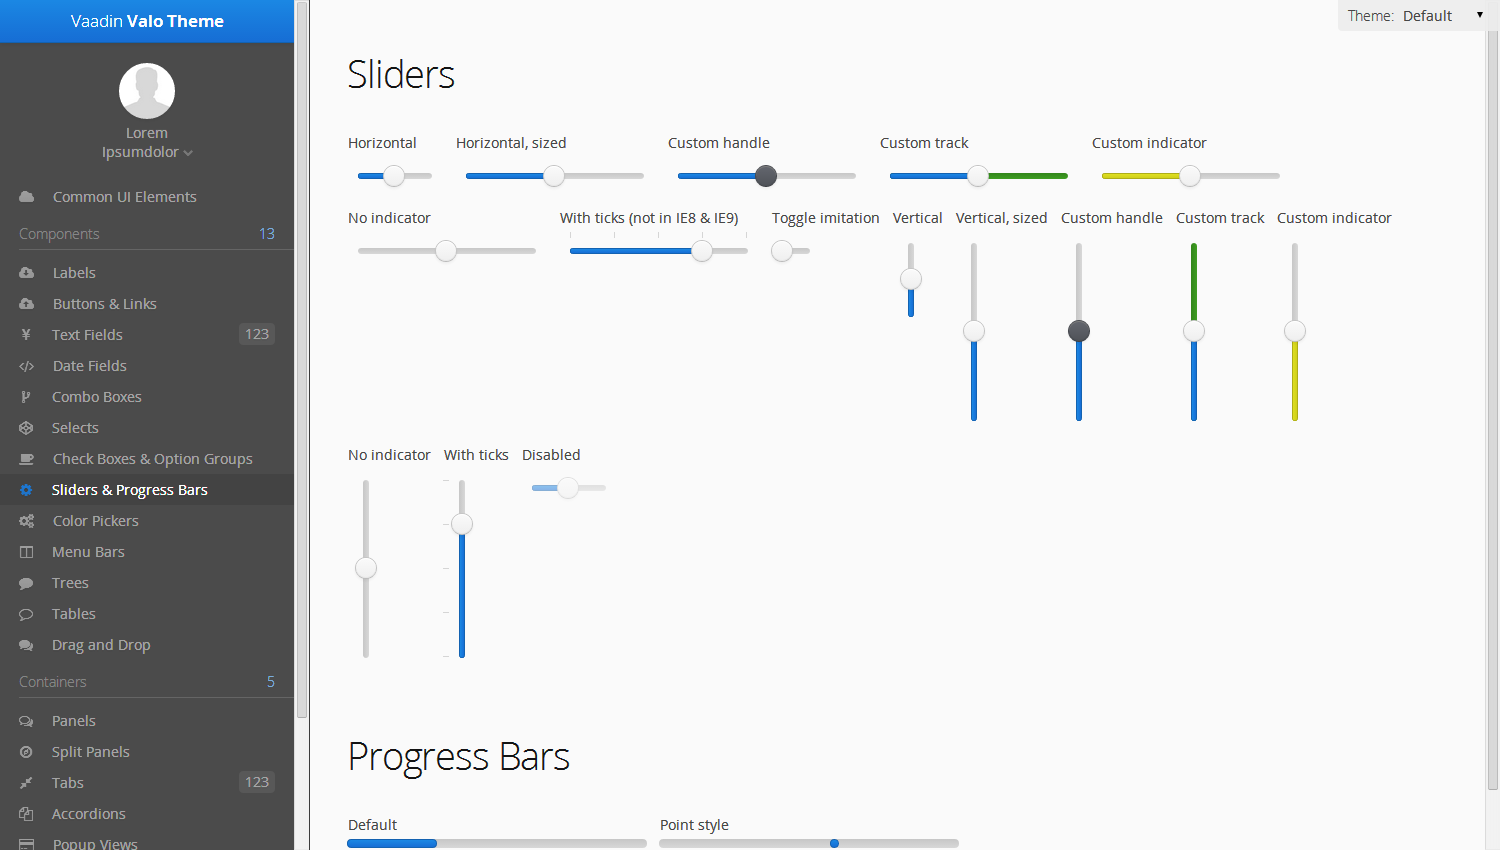 Vaadin Valo Theme
Lorem
Ipsumdolor
Common UI Elements
Components 13
Labels
Buttons & Links
Text Fields 123
Date Fields
Combo Boxes
Selects
Check Boxes & Option Groups
Sliders & Progress Bars
Color Pickers
Menu Bars
Trees
Tables
Drag and Drop
Containers 5
Panels
Split Panels
Tabs 123
Accordions
Popup Views
Theme: Default
Sliders
Horizontal Horizontal, sized Custom handle Custom track Custom indicator
No indicator With ticks (not in IE8 & IE9) Toggle imitation Vertical Vertical, sized Custom handle Custom track Custom indicator
No indicator With ticks Disabled
Progress Bars
Default Point style